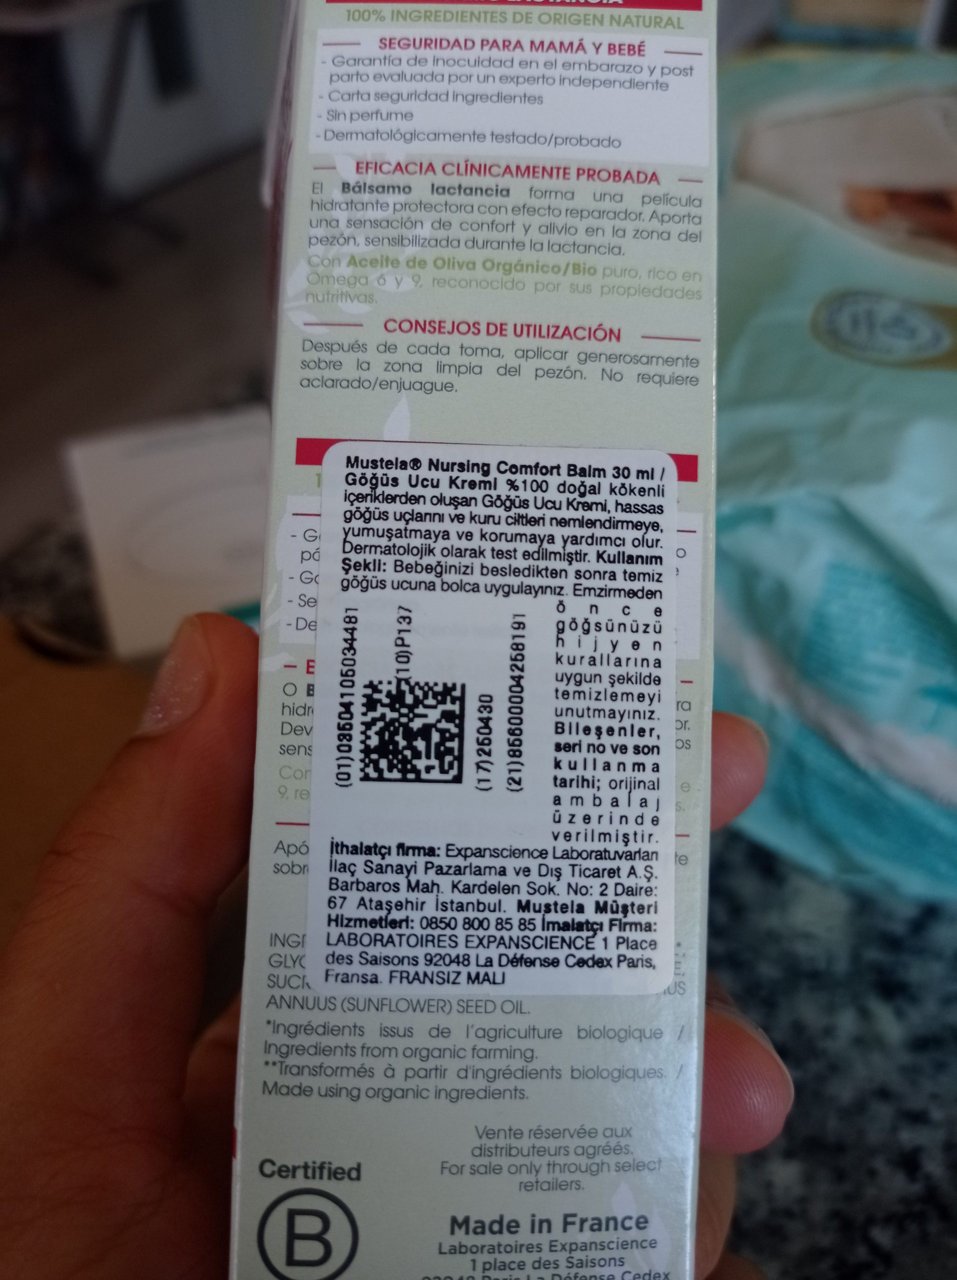 100% INGREDIENTES DE ORIGEN NATURAL
SEGURIDAD PARA MAMÁ Y BEBÉ
- Garantía de inocuidad en el embarazo y post
parto evaluada por un experto independiente
- Carta seguridad ingredientes
- Sin perfume
- Dermatológicamente testado/probado
EFICACIA CLÍNICAMENTE PROBADA
El Bálsamo lactancia forma una película
hidratante protectora con efecto reparador. Aporta
una sensación de confort y alivio en la zona del
pezón, sensibilizada durante la lactancia.
Con Aceite de Oliva Orgánico/Bio puro, rico en
Omega 6 y 9, reconocido por sus propiedades
nutritivas.
CONSEJOS DE UTILIZACIÓN
Después de cada toma, aplicar generosamente
sobre la zona limpia del pezón. No requiere
aclarado/enjuague.
Mustela® Nursing Comfort Balm 30 ml /
Göğüs Ucu Kremi %100 doğal kökenli
içeriklerden oluşan Göğüs Ucu Kremi, hassas
göğüs uçlarını ve kuru ciltleri nemlendirmeye,
yumuşatmaya ve korumaya yardımcı olur.
Dermatolojik olarak test edilmiştir. Kullanım
Şekli: Bebeğinizi besledikten sonra temiz
göğüs ucuna bolca uygulayınız. Emzirmeden
önce
göğsünüzü
hijyen
kurallarına
uygun şekilde
temizlemeyi
unutmayınız.
Bileşenler,
seri no ve son
kullanma
tarihi; orijinal
ambalaj
üzerinde
verilmiştir.
(01)03504105034481
(10)P137
(17)250430
(21)86600004258191
İthalatçı firma: Expanscience Laboratuvarları
İlaç Sanayi Pazarlama ve Dış Ticaret A.Ş.
Barbaros Mah. Kardelen Sok. No: 2 Daire:
67 Ataşehir İstanbul. Mustela Müşteri
Hizmetleri: 0850 800 85 85 İmalatçı Firma:
LABORATOIRES EXPANSCIENCE 1 Place
des Saisons 92048 La Défense Cedex Paris,
Fransa. FRANSIZ MALI
ANNUUS (SUNFLOWER) SEED OIL.
*Ingrédients issus de l'agriculture biologique /
Ingredients from organic farming.
**Transformés à partir d'ingrédients biologiques. /
Made using organic ingredients.
Vente réservée aux
distributeurs agréés.
For sale only through select
retailers.
Certified
B
Made in France
Laboratoires Expanscience
1 place des Saisons
92048 Paris La Défense Cedex